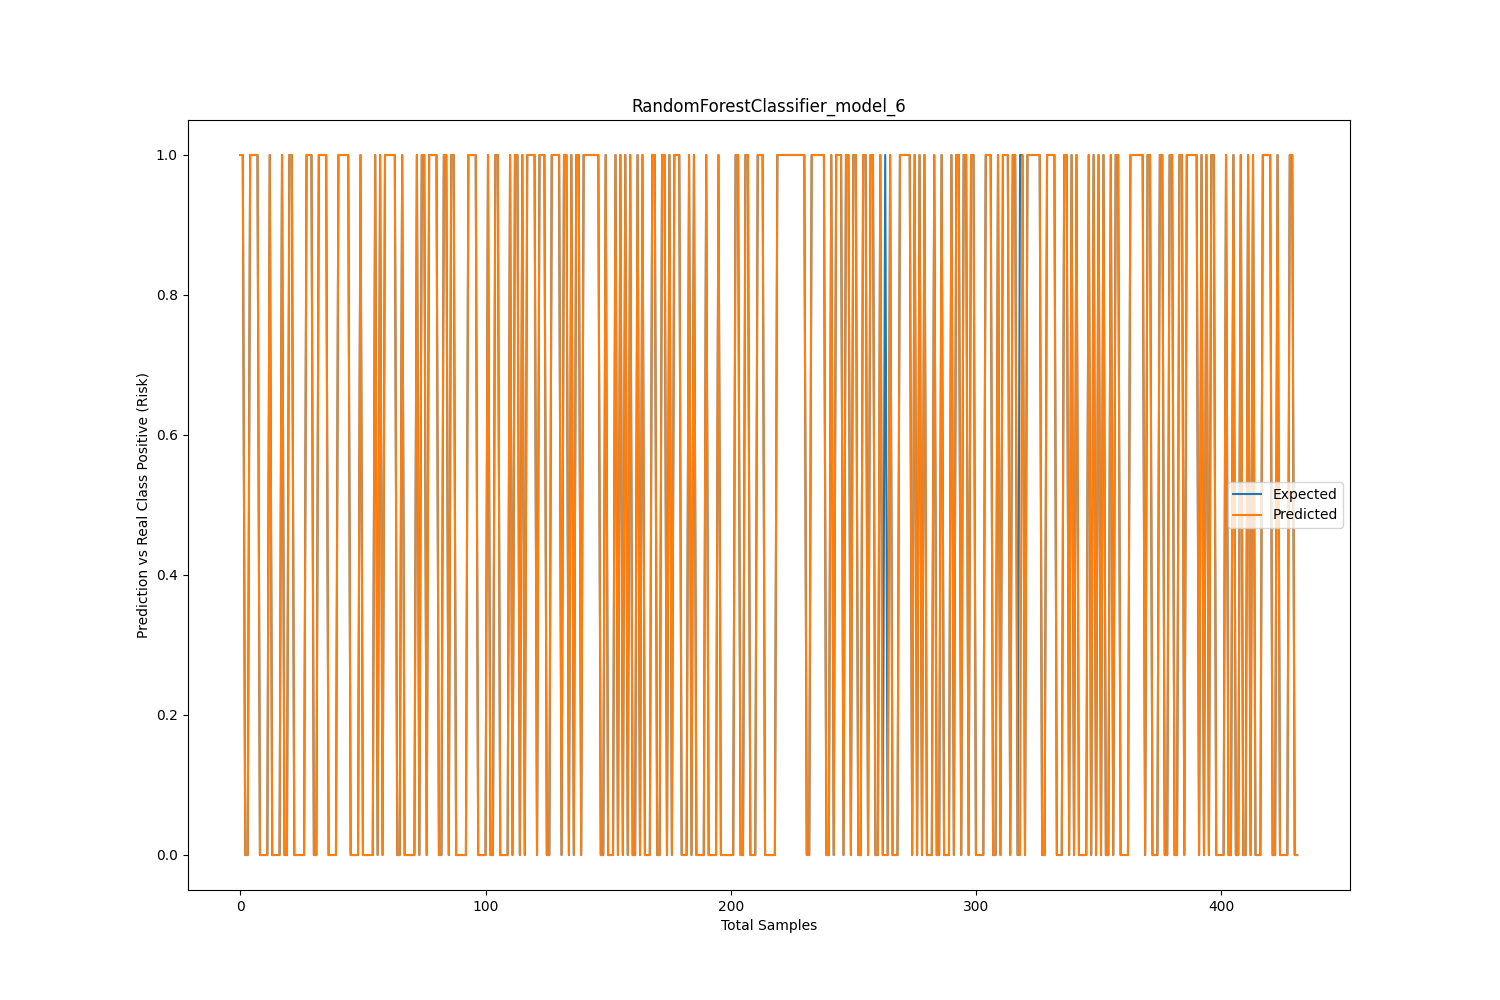 RandomForestClassifier_model_6
1.0
0.8
0.6
0.4
0.2
0.0
Prediction vs Real Class Positive (Risk)
Expected
Predicted
0
100
200
300
400
Total Samples